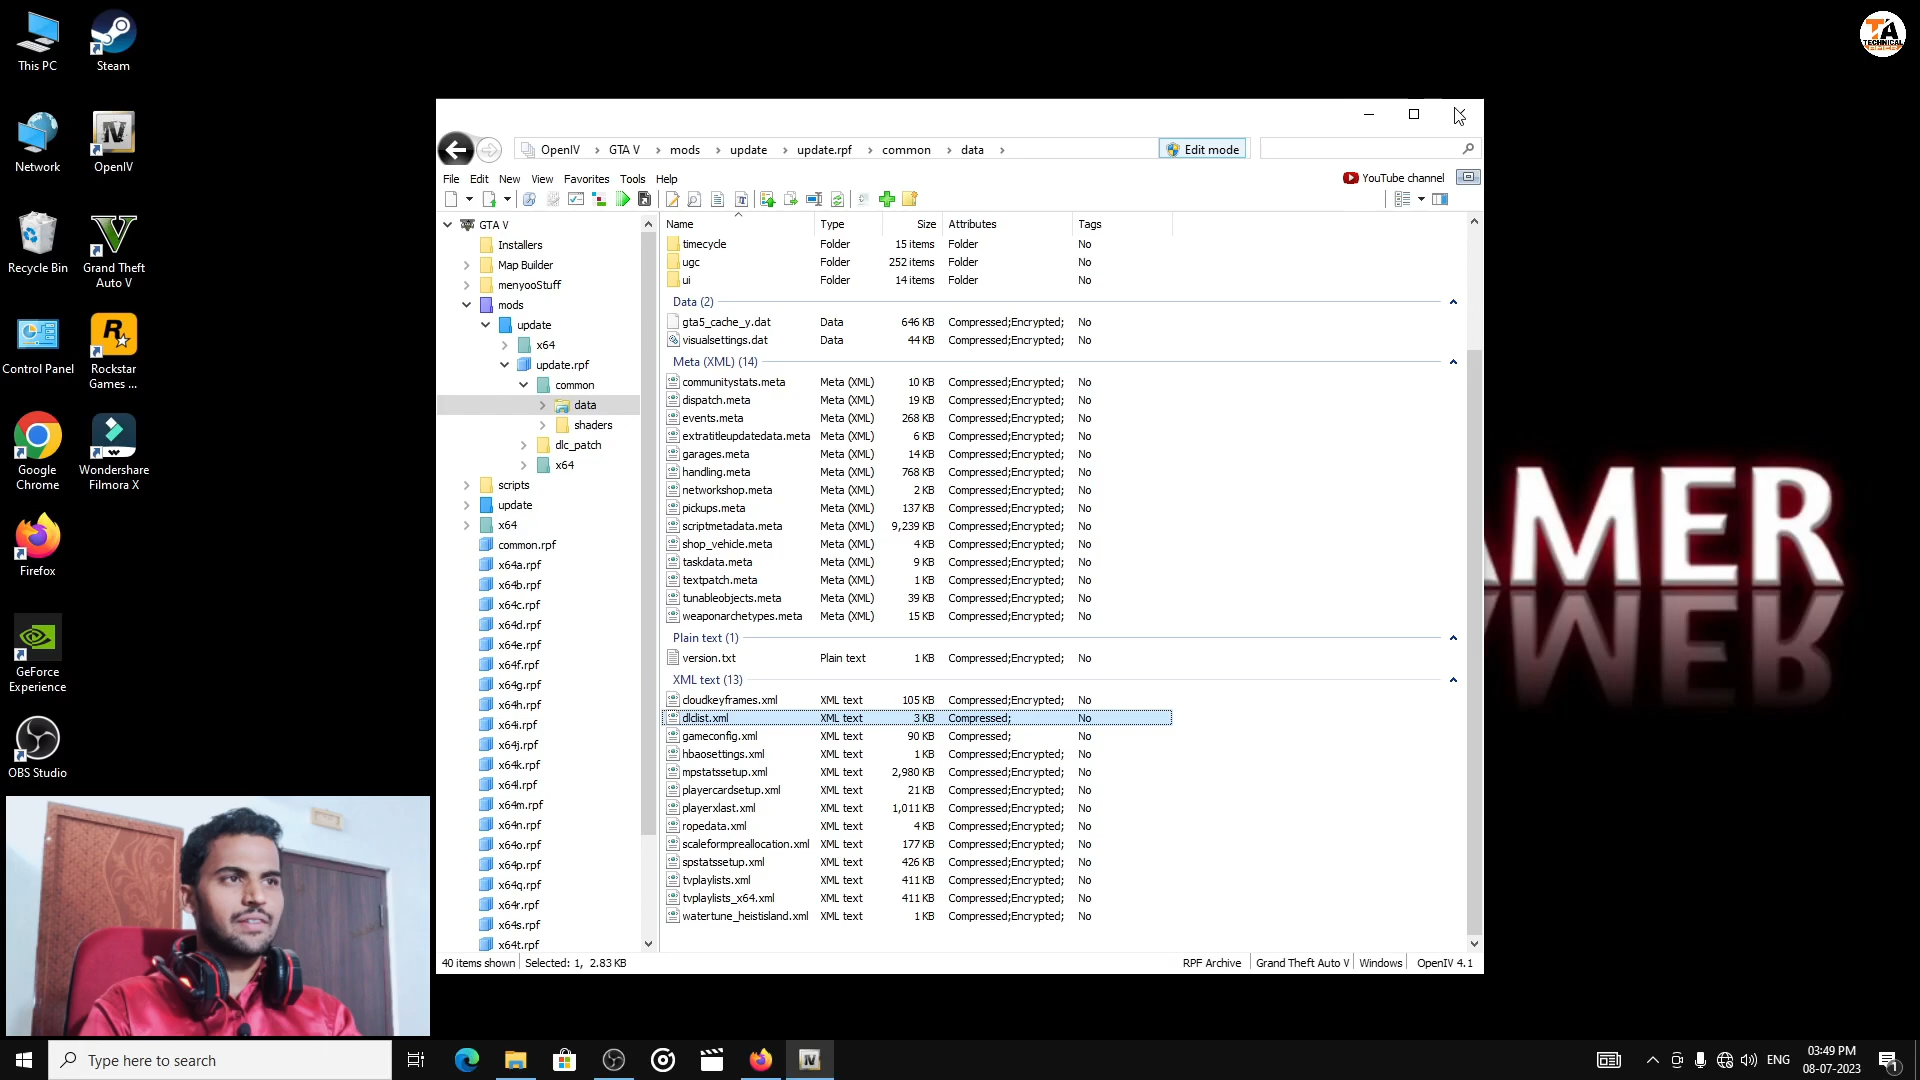 This PC
Steam
Network
OpenIV
Recycle Bin
Grand Theft
Auto V
Control Panel
Rockstar
Games ...
Google
Chrome
Wondershare
Filmora X
Firefox
GeForce
Experience
OBS Studio
TA
TECHNICAL
AMER
OpenIV
GTA V
mods
update
update.rpf
common
data
Edit mode
File Edit New View Favorites Tools Help
YouTube channel
GTA V
Installers
Map Builder
menyooStuff
mods
update
x64
update.rpf
common
data
shaders
dlc_patch
x64
scripts
update
x64
common.rpf
x64a.rpf
x64b.rpf
x64c.rpf
x64d.rpf
x64e.rpf
x64f.rpf
x64g.rpf
x64h.rpf
x64i.rpf
x64j.rpf
x64k.rpf
x64l.rpf
x64m.rpf
x64n.rpf
x64o.rpf
x64p.rpf
x64q.rpf
x64r.rpf
x64s.rpf
x64t.rpf
Name Type Size Attributes Tags
timecycle Folder 15 items Folder No
ugc Folder 252 items Folder No
ui Folder 14 items Folder No
Data (2)
gta5_cache_y.dat Data 646 KB Compressed;Encrypted; No
visualsettings.dat Data 44 KB Compressed;Encrypted; No
Meta (XML) (14)
communitystats.meta Meta (XML) 10 KB Compressed;Encrypted; No
dispatch.meta Meta (XML) 19 KB Compressed;Encrypted; No
events.meta Meta (XML) 268 KB Compressed;Encrypted; No
extratitleupdatedata.meta Meta (XML) 6 KB Compressed;Encrypted; No
garages.meta Meta (XML) 14 KB Compressed;Encrypted; No
handling.meta Meta (XML) 768 KB Compressed;Encrypted; No
networkshop.meta Meta (XML) 2 KB Compressed;Encrypted; No
pickups.meta Meta (XML) 137 KB Compressed;Encrypted; No
scriptmetadata.meta Meta (XML) 9,239 KB Compressed;Encrypted; No
shop_vehicle.meta Meta (XML) 4 KB Compressed;Encrypted; No
taskdata.meta Meta (XML) 9 KB Compressed;Encrypted; No
textpatch.meta Meta (XML) 1 KB Compressed;Encrypted; No
tunableobjects.meta Meta (XML) 39 KB Compressed;Encrypted; No
weaponarchetypes.meta Meta (XML) 15 KB Compressed;Encrypted; No
Plain text (1)
version.txt Plain text 1 KB Compressed;Encrypted; No
XML text (13)
cloudkeyframes.xml XML text 105 KB Compressed;Encrypted; No
dlclist.xml XML text 3 KB Compressed; No
gameconfig.xml XML text 90 KB Compressed; No
hbaosettings.xml XML text 1 KB Compressed;Encrypted; No
mpstatssetup.xml XML text 2,980 KB Compressed;Encrypted; No
playercardsetup.xml XML text 21 KB Compressed;Encrypted; No
playerxlast.xml XML text 1,011 KB Compressed;Encrypted; No
ropedata.xml XML text 4 KB Compressed;Encrypted; No
scaleformpreallocation.xml XML text 177 KB Compressed;Encrypted; No
spstatssetup.xml XML text 426 KB Compressed;Encrypted; No
tvplaylists.xml XML text 411 KB Compressed;Encrypted; No
tvplaylists_x64.xml XML text 411 KB Compressed;Encrypted; No
watertune_heistisland.xml XML text 1 KB Compressed;Encrypted; No
40 items shown Selected: 1, 2.83 KB
RPF Archive Grand Theft Auto V Windows OpenIV 4.1
Type here to search
ENG
03:49 PM
08-07-2023
1